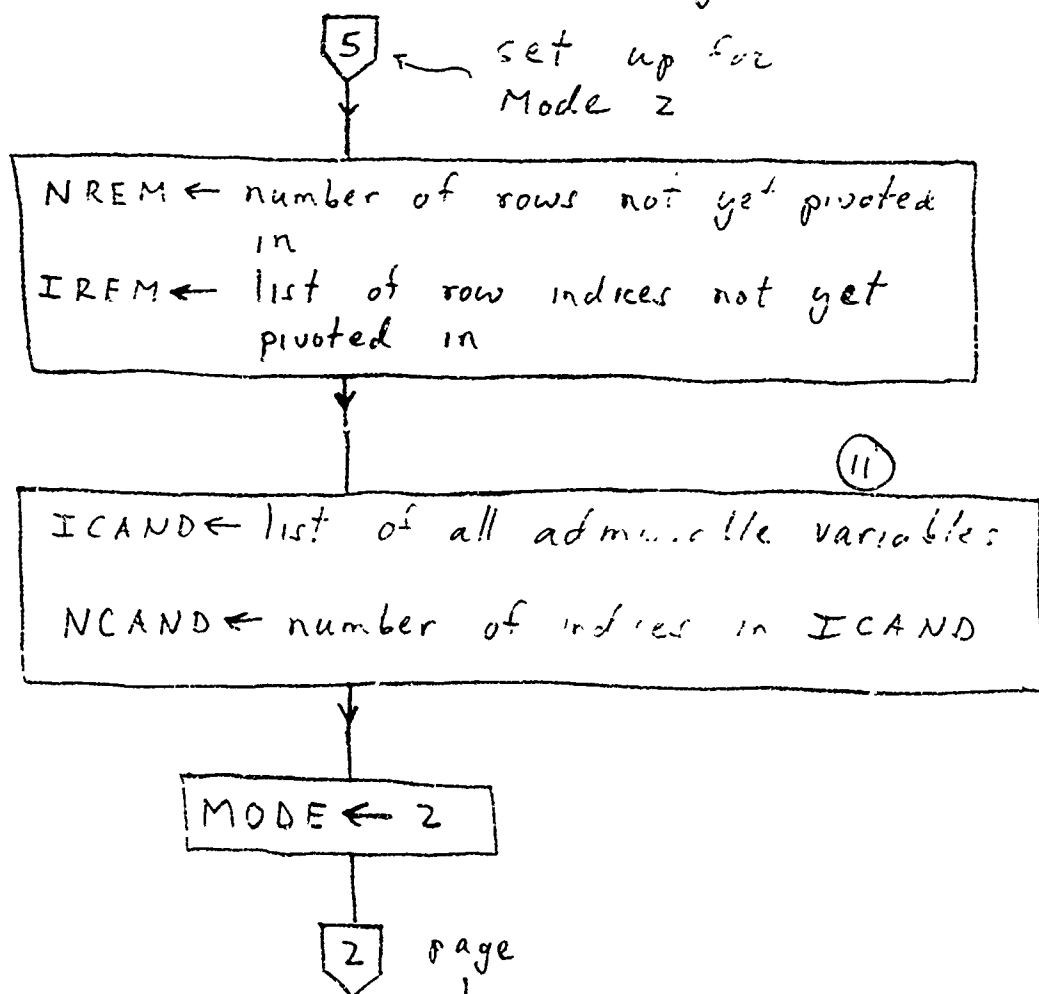 5
set up for
Mode 2
NREM ← number of rows not yet pivoted
in
IREM ← list of row indices not yet
pivoted in
11
ICAND ← list of all variables
NCAND ← number of indices in ICAND
MODE ← 2
2 page
1